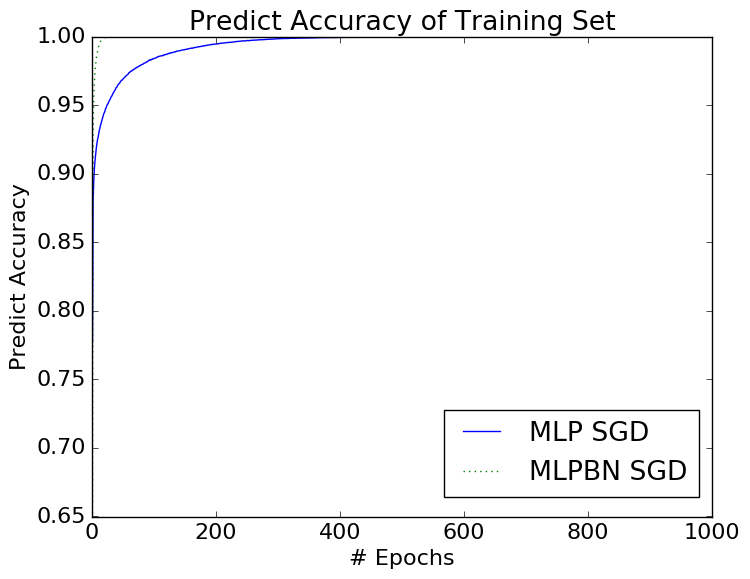 Predict Accuracy of Training Set
1.00
0.95
0.90
0.85
0.80
0.75
0.70
0.65
Predict Accuracy
MLP SGD
MLPBN SGD
0 200 400 600 800 1000
# Epochs